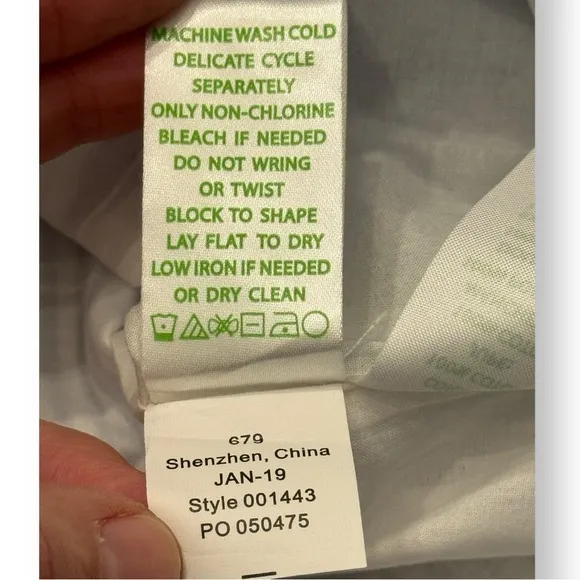 MACHINE WASH COLD
DELICATE CYCLE
SEPARATELY
ONLY NON-CHLORINE
BLEACH IF NEEDED
DO NOT WRING
OR TWIST
BLOCK TO SHAPE
LAY FLAT TO DRY
LOW IRON IF NEEDED
OR DRY CLEAN
679
Shenzhen, China
JAN-19
Style 001443
PO 050475